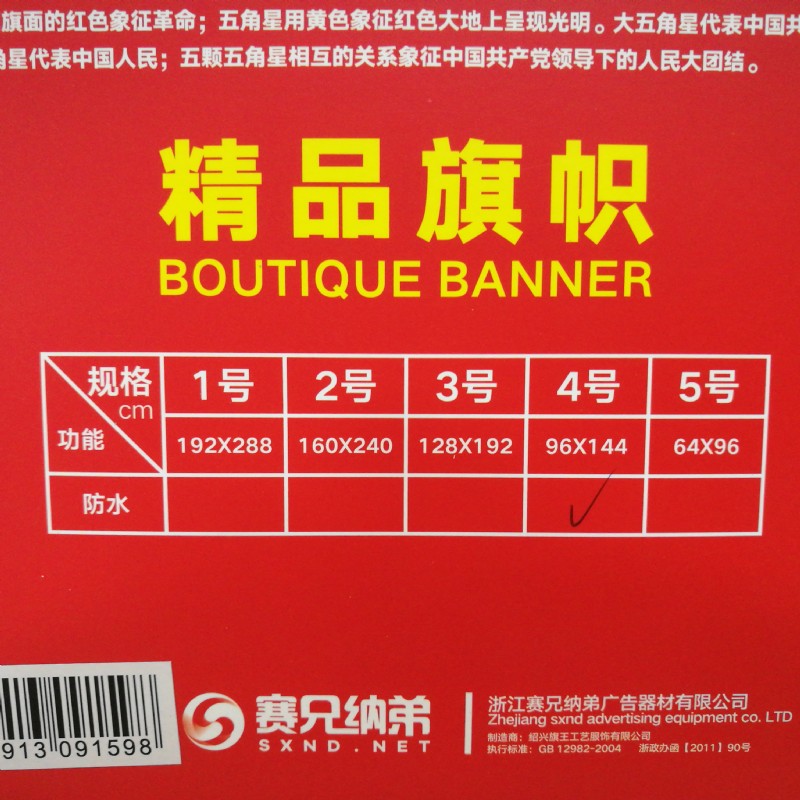 旗面的红色象征革命；五角星用黄色象征红色大地上呈现光明。大五角星代表中国共
角星代表中国人民；五颗五角星相互的关系象征中国共产党领导下的人民大团结。
精品旗帜
BOUTIQUE BANNER
规格 cm 功能 1号 2号 3号 4号 5号
192X288 160X240 128X192 96X144 64X96
防水 ✓
913 091598
赛兄纳弟
SXND.NET
浙江赛兄纳弟广告器材有限公司
Zhejiang sxnd advertising equipment co. LTD
制造商：绍兴旗王工艺服饰有限公司
执行标准：GB 12982-2004 浙政办函【2011】90号